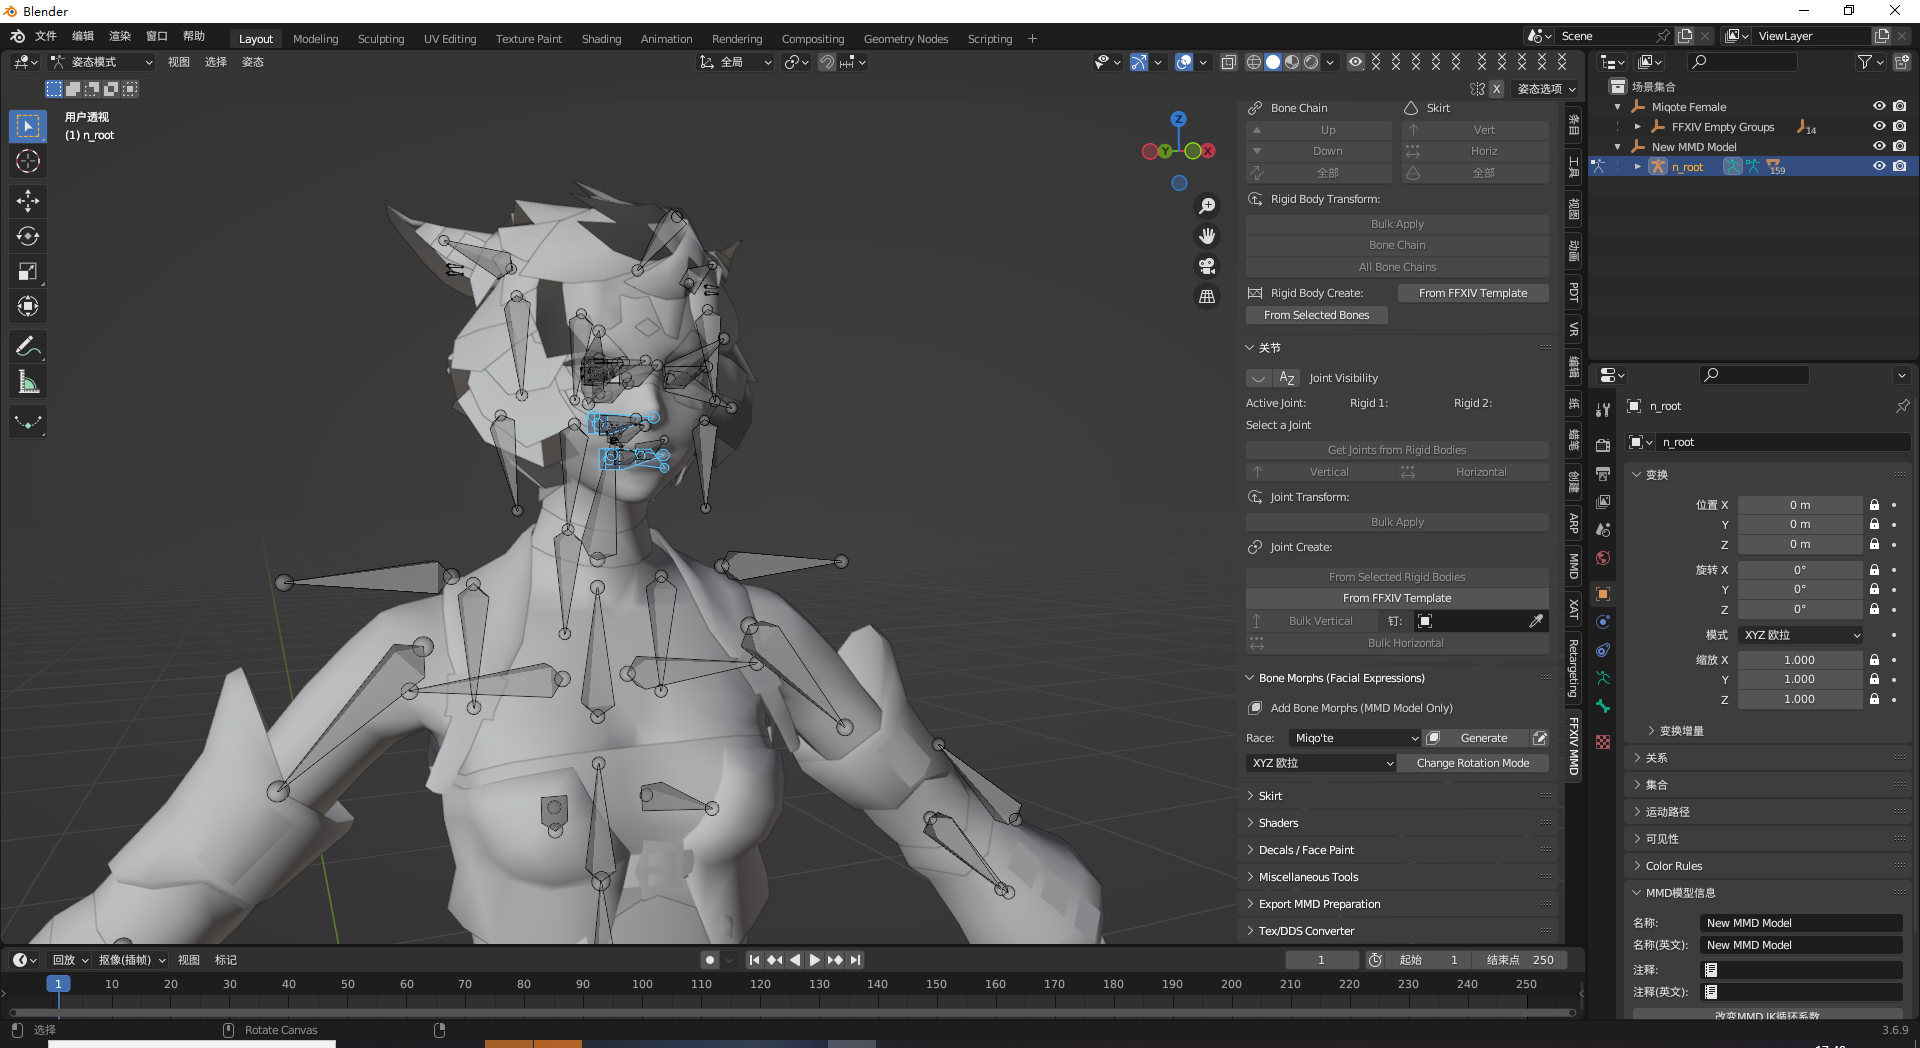 Blender
文件 编辑 渲染 窗口 帮助 Layout Modeling Sculpting UV Editing Texture Paint Shading Animation Rendering Compositing Geometry Nodes Scripting +
Scene
ViewLayer
姿态模式 视图 选择 姿态
全局
X 姿态选项
用户透视
(1) n_root
Z
Y X
Bone Chain Skirt
Up Vert
Down Horiz
全部 全部
Rigid Body Transform:
Bulk Apply
Bone Chain
All Bone Chains
Rigid Body Create: From FFXIV Template
From Selected Bones
关节
Joint Visibility
Active Joint: Rigid 1: Rigid 2:
Select a Joint
Get Joints from Rigid Bodies
Vertical Horizontal
Joint Transform:
Bulk Apply
Joint Create:
From Selected Rigid Bodies
From FFXIV Template
Bulk Vertical 钉:
Bulk Horizontal
Bone Morphs (Facial Expressions)
Add Bone Morphs (MMD Model Only)
Race: Miqo'te Generate
XYZ 欧拉 Change Rotation Mode
Skirt
Shaders
Decals / Face Paint
Miscellaneous Tools
Export MMD Preparation
Tex/DDS Converter
条目
工具
视图
动画
PDT
VR
编辑
纸
蜡笔
创建
ARP
MMD
XAT
Retargeting
FFXIV MMD
场景集合
Miqote Female
FFXIV Empty Groups 14
New MMD Model
n_root 159
n_root
n_root
变换
位置 X 0 m
Y 0 m
Z 0 m
旋转 X 0°
Y 0°
Z 0°
模式 XYZ 欧拉
缩放 X 1.000
Y 1.000
Z 1.000
变换增量
关系
集合
运动路径
可见性
Color Rules
MMD模型信息
名称: New MMD Model
名称(英文): New MMD Model
注释:
注释(英文):
改变MMD IK循环系数
回放 抠像(插帧) 视图 标记
1 起始 1 结束点 250
1 10 20 30 40 50 60 70 80 90 100 110 120 130 140 150 160 170 180 190 200 210 220 230 240 250
选择 Rotate Canvas
3.6.9